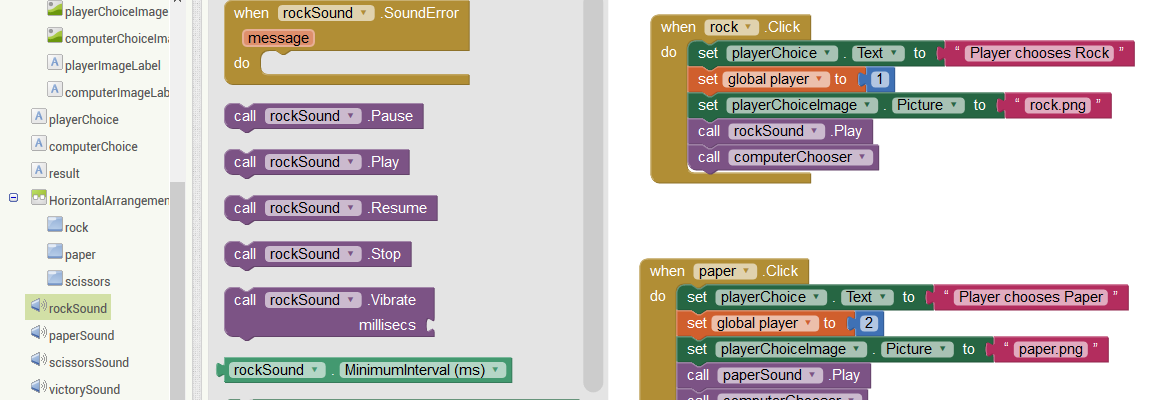 playerChoiceImage
computerChoiceIma
A playerImageLabel
A computerImageLab
A playerChoice
A computerChoice
A result
HorizontalArrangemen
rock
paper
scissors
rockSound
paperSound
scissorsSound
victorySound
when rockSound .SoundError
message
do
call rockSound .Pause
call rockSound .Play
call rockSound .Resume
call rockSound .Stop
call rockSound .Vibrate
millisecs
rockSound . MinimumInterval (ms)
when rock .Click
do set playerChoice . Text to “ Player chooses Rock ”
set global player to 1
set playerChoiceImage . Picture to “ rock.png ”
call rockSound .Play
call computerChooser
when paper .Click
do set playerChoice . Text to “ Player chooses Paper ”
set global player to 2
set playerChoiceImage . Picture to “ paper.png ”
call paperSound .Play
call computerChooser